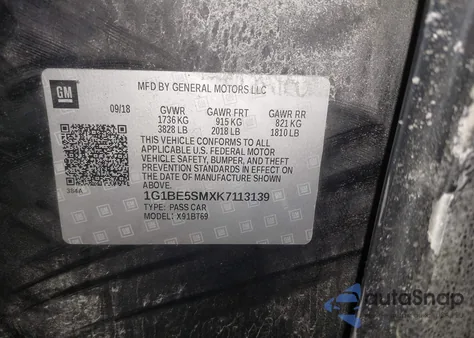 GM
MFD BY GENERAL MOTORS LLC
09/18 GVWR GAWR FRT GAWR RR
1736 KG 915 KG 821 KG
3828 LB 2018 LB 1810 LB
THIS VEHICLE CONFORMS TO ALL
APPLICABLE U.S. FEDERAL MOTOR
VEHICLE SAFETY, BUMPER, AND THEFT
PREVENTION STANDARDS IN EFFECT
ON THE DATE OF MANUFACTURE SHOWN
ABOVE.
354A
1G1BE5SMXK7113139
TYPE: PASS CAR
MODEL: X91BT69
autoSnap